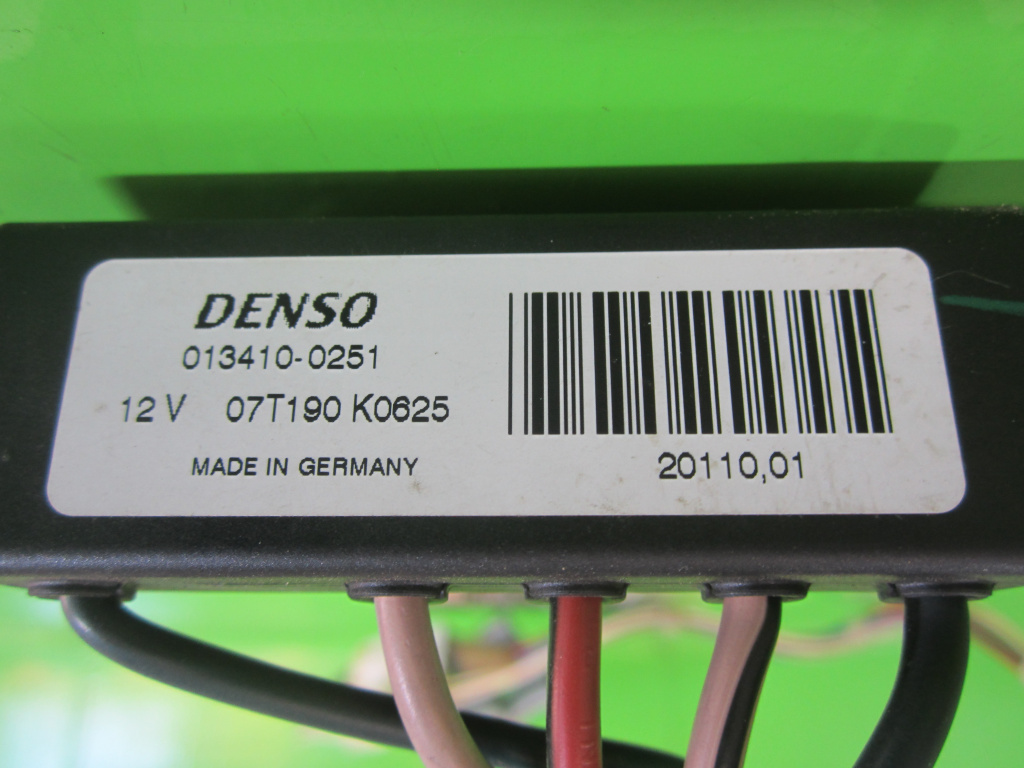 DENSO
013410-0251
12 V 07T190 K0625
MADE IN GERMANY
20110,01